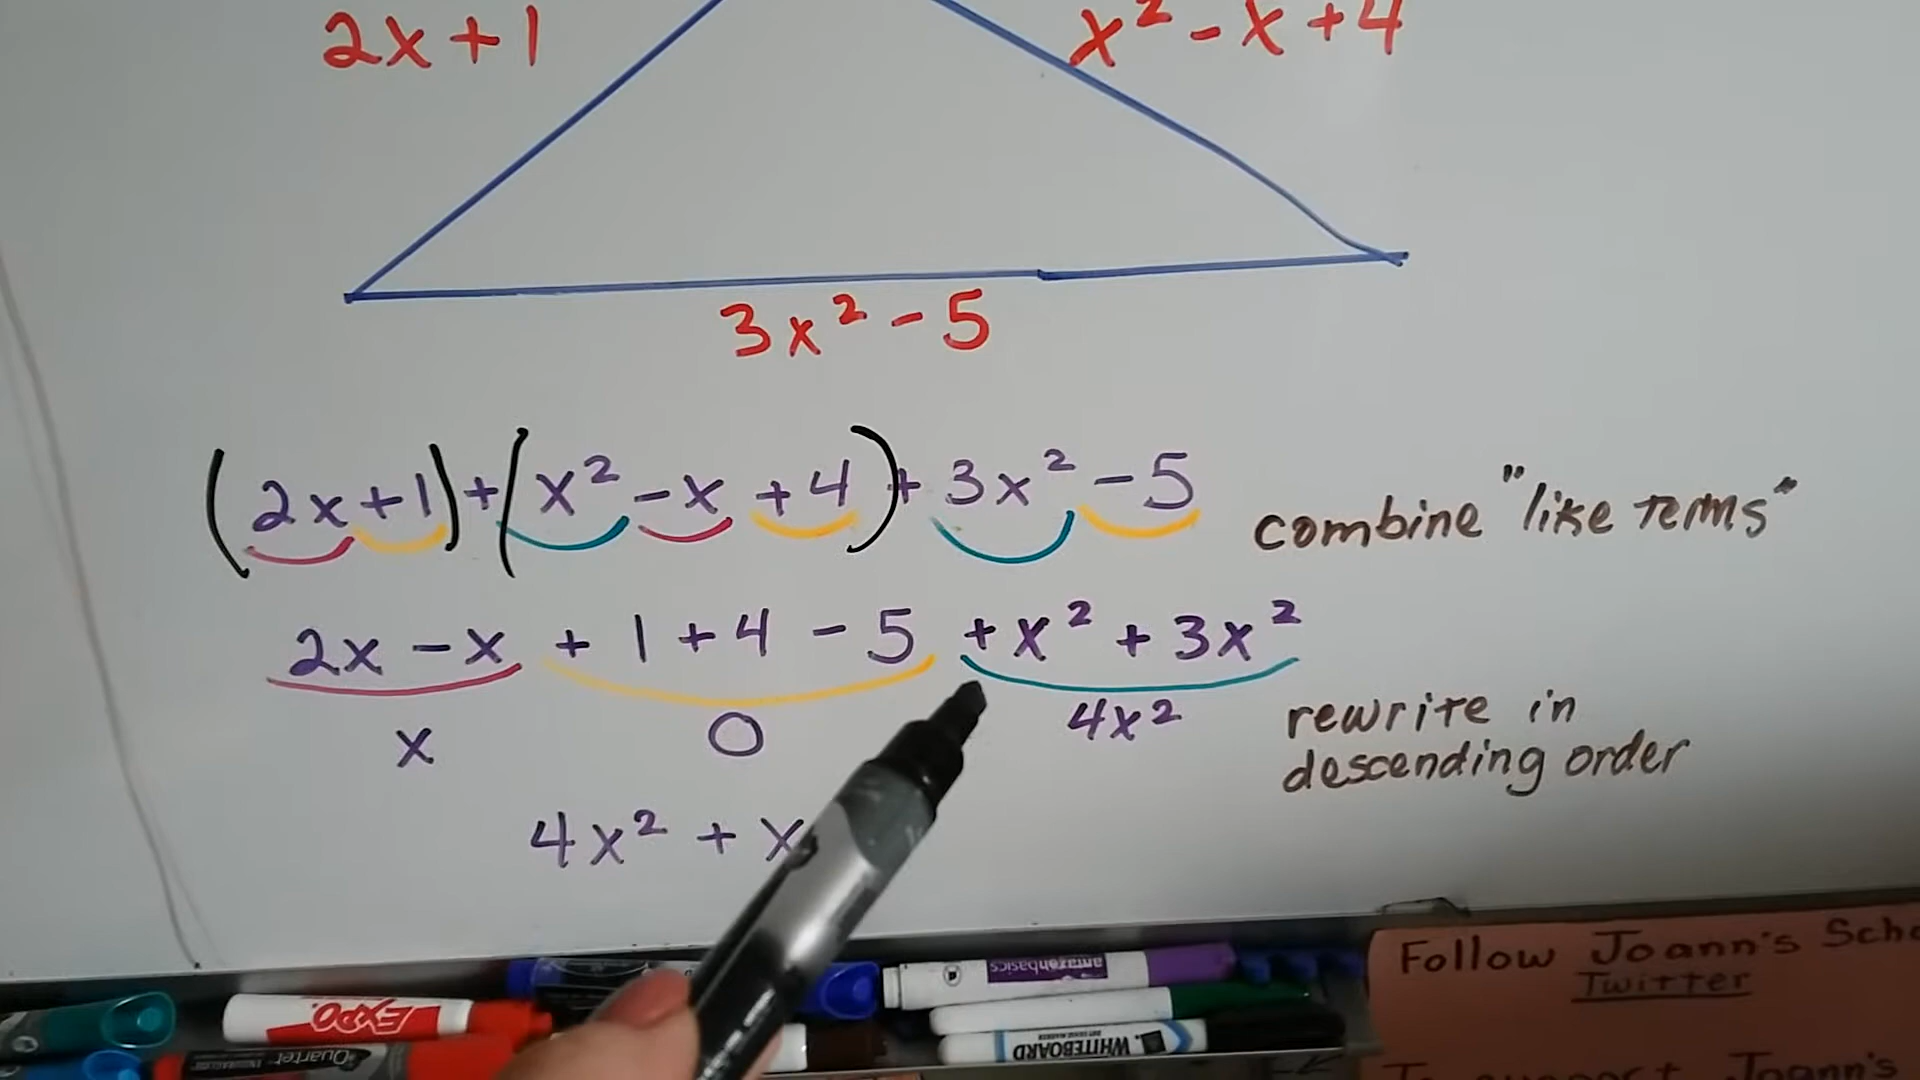 2x+1
x² - x + 4
3x² - 5
(2x + 1) + (x² - x + 4) + 3x² - 5
combine "like terms"
2x - x + 1 + 4 - 5 + x² + 3x²
x 0 4x²
rewrite in
descending order
4x² + x
Follow Joann's
Twitter
Joann's
EXPO
Quartet
amazonbasics
WHITEBOARD